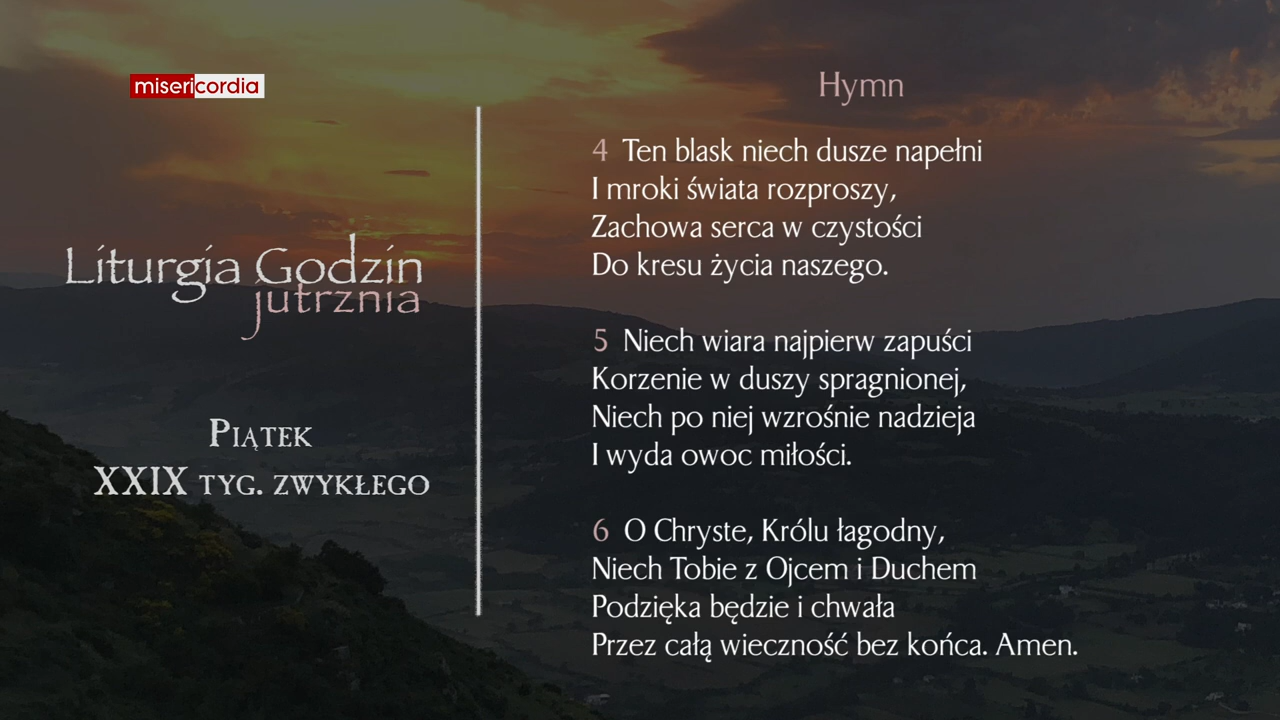 misericordia
Liturgia Godzin
jutrznia
Piątek
XXIX tyg. zwykłego
Hymn
4 Ten blask niech dusze napełni
I mroki świata rozproszy,
Zachowa serca w czystości
Do kresu życia naszego.
5 Niech wiara najpierw zapuści
Korzenie w duszy spragnionej,
Niech po niej wzrośnie nadzieja
I wyda owoc miłości.
6 O Chryste, Królu łagodny,
Niech Tobie z Ojcem i Duchem
Podzięka będzie i chwała
Przez całą wieczność bez końca. Amen.